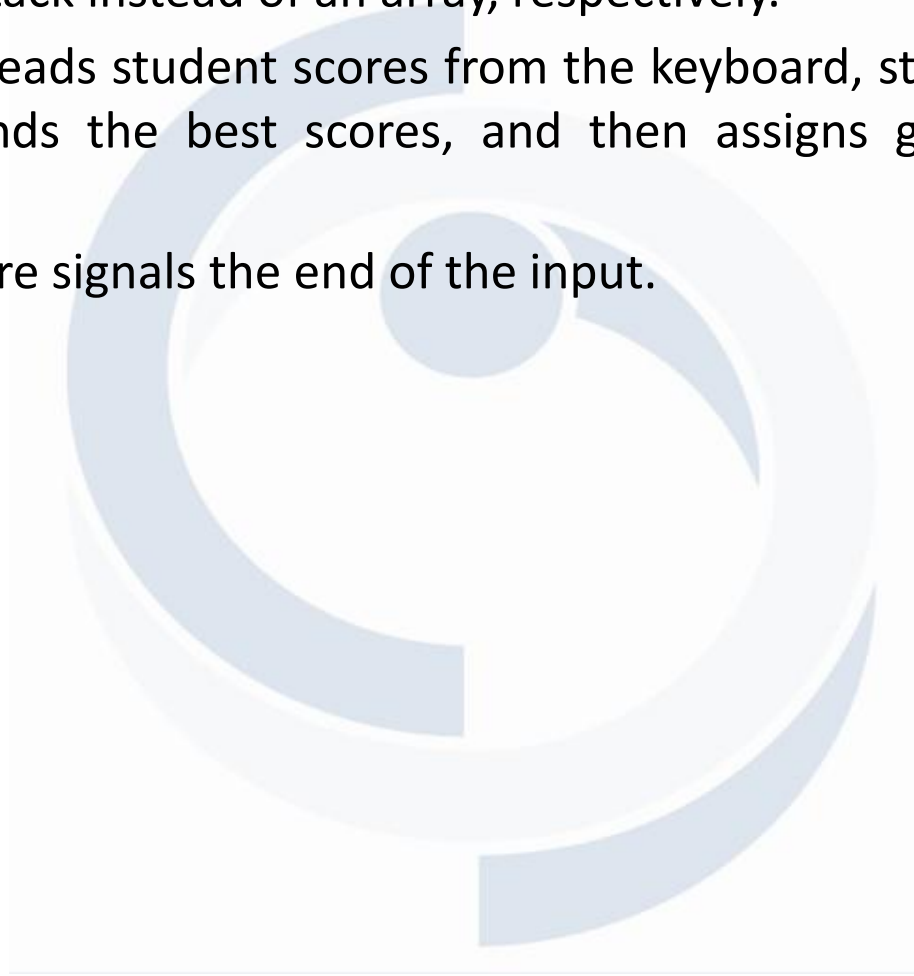 instead of an array, respectively.
eads student scores from the keyboard, st
nds the best scores, and then assigns g
re signals the end of the input.